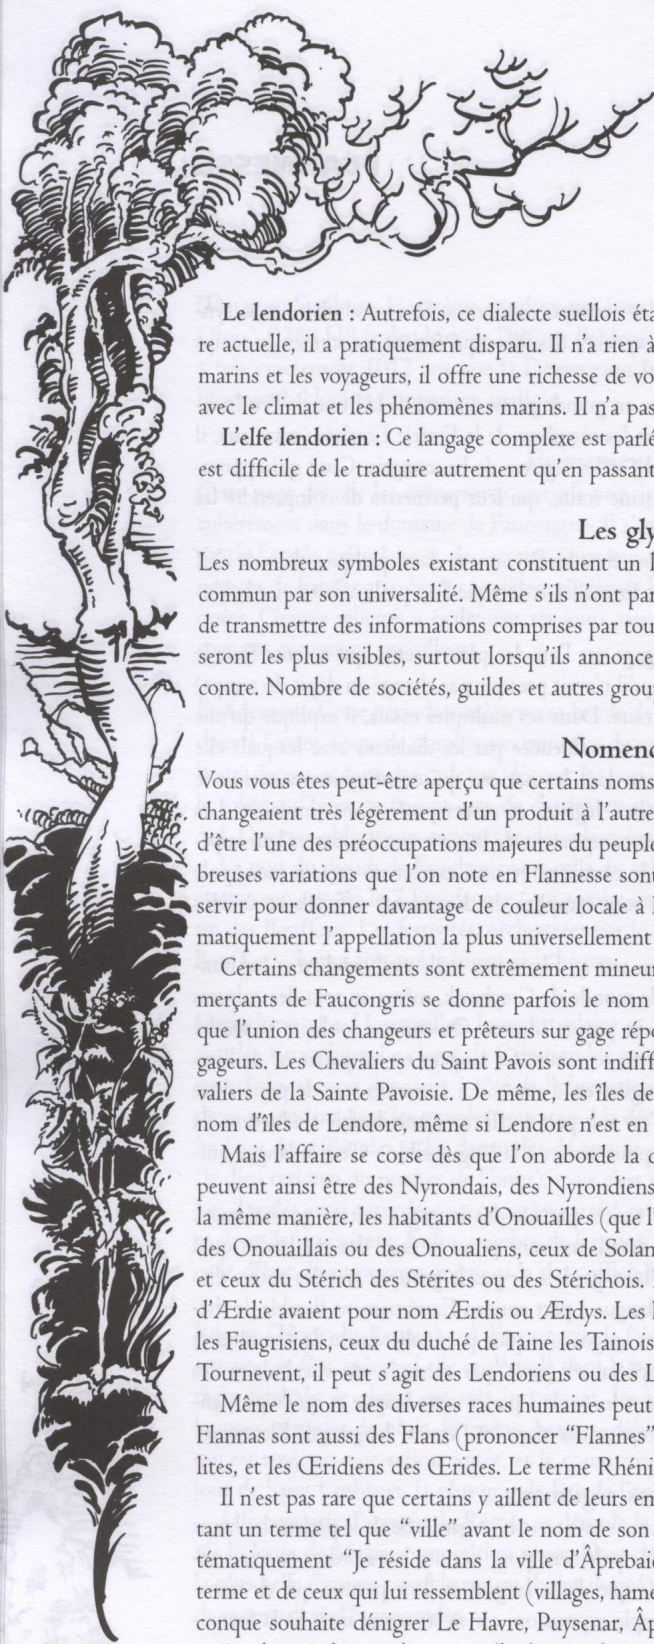 Le lendorien : Autrefois, ce dialecte suellois éta
re actuelle, il a pratiquement disparu. Il n'a rien à
marins et les voyageurs, il offre une richesse de vo
avec le climat et les phénomènes marins. Il n'a pas
L'elfe lendorien : Ce langage complexe est parlé
est difficile de le traduire autrement qu'en passant
Les gly
Les nombreux symboles existant constituent un l
commun par son universalité. Même s'ils n'ont par
de transmettre des informations comprises par tou
seront les plus visibles, surtout lorsqu'ils annonce
contre. Nombre de sociétés, guildes et autres group
Nomenc
Vous vous êtes peut-être aperçu que certains noms
changeaient très légèrement d'un produit à l'autre
d'être l'une des préoccupations majeures du peuple
breuses variations que l'on note en Flannesse sont
servir pour donner davantage de couleur locale à l
matiquement l'appellation la plus universellement
Certains changements sont extrêmement mineur
merçants de Faucongris se donne parfois le nom
que l'union des changeurs et prêteurs sur gage répo
gageurs. Les Chevaliers du Saint Pavois sont indiff
valiers de la Sainte Pavoisie. De même, les îles de
nom d'îles de Lendore, même si Lendore n'est en
Mais l'affaire se corse dès que l'on aborde la d
peuvent ainsi être des Nyrondais, des Nyrondiens
la même manière, les habitants d'Onouailles (que l'
des Onouaillais ou des Onoualiens, ceux de Solan
et ceux du Stérich des Stérites ou des Stérichois.
d'Ærdie avaient pour nom Ærdis ou Ærdys. Les l
les Faugrisiens, ceux du duché de Taine les Tainois
Tournevent, il peut s'agit des Lendoriens ou des L
Même le nom des diverses races humaines peut
Flannas sont aussi des Flans (prononcer "Flannes"
lites, et les Œridiens des Œrides. Le terme Rhéni
Il n'est pas rare que certains y aillent de leurs em
tant un terme tel que "ville" avant le nom de son
tématiquement "Je réside dans la ville d'Âprebaie
terme et de ceux qui lui ressemblent (villages, hame
conque souhaite dénigrer Le Havre, Puysenar, Âp